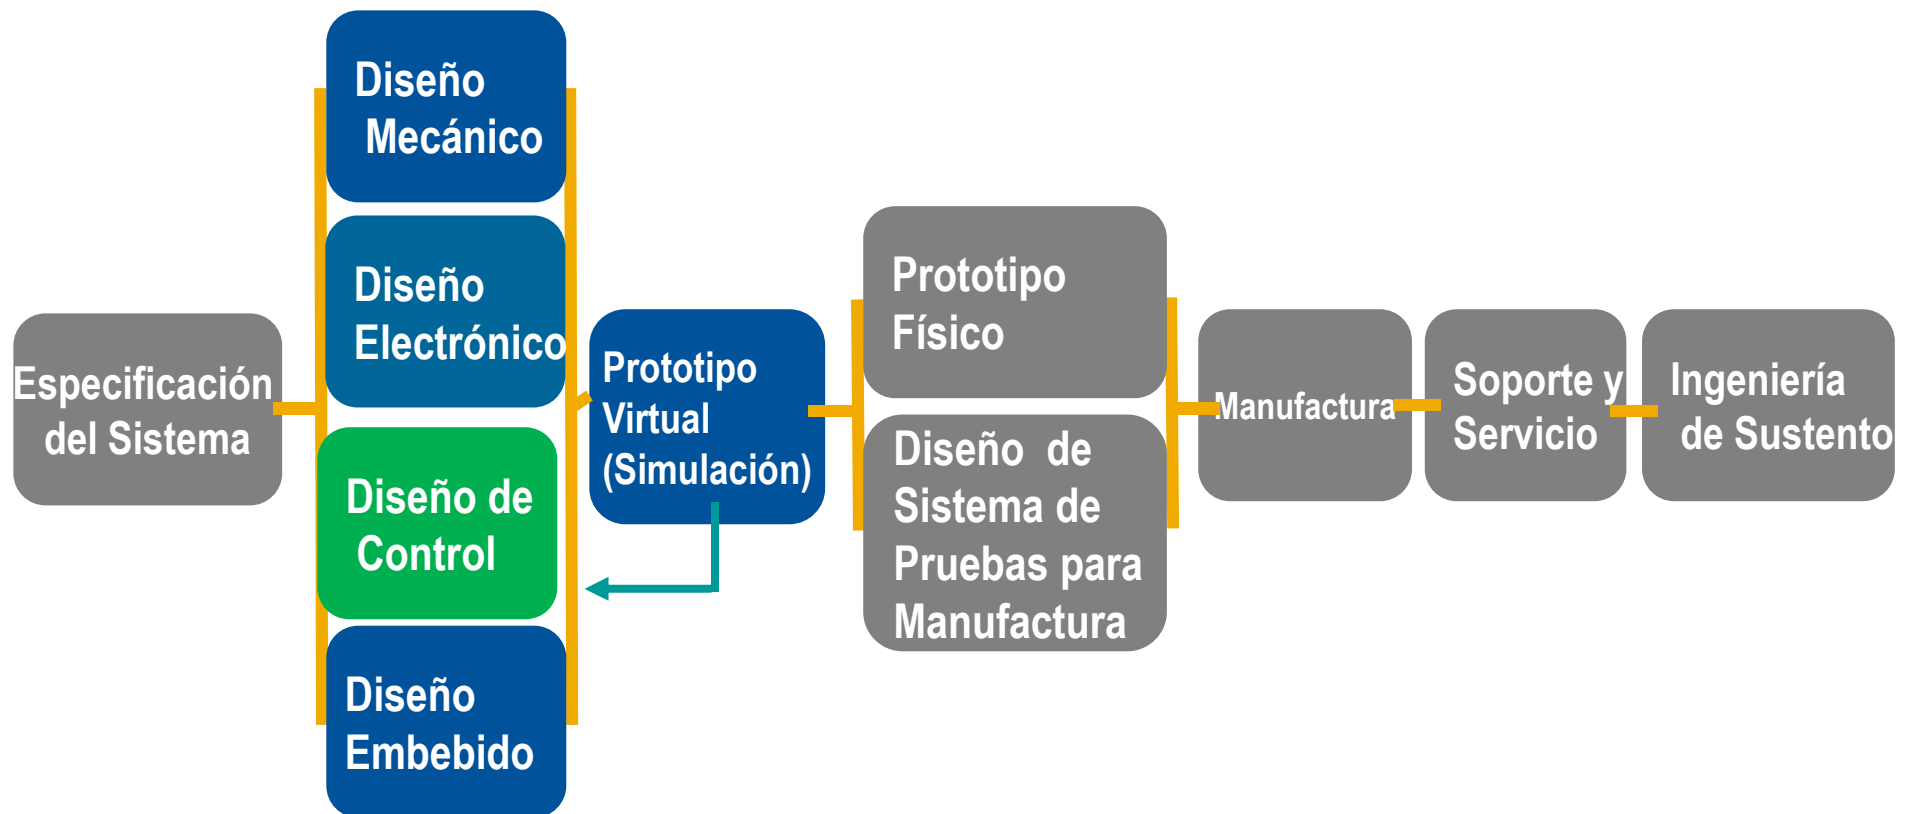 Especificación
del Sistema
Diseño
Mecánico
Diseño
Electrónico
Diseño de
Control
Diseño
Embebido
Prototipo
Virtual
(Simulación)
Prototipo
Físico
Diseño de
Sistema de
Pruebas para
Manufactura
Manufactura
Soporte y
Servicio
Ingeniería
de Sustento